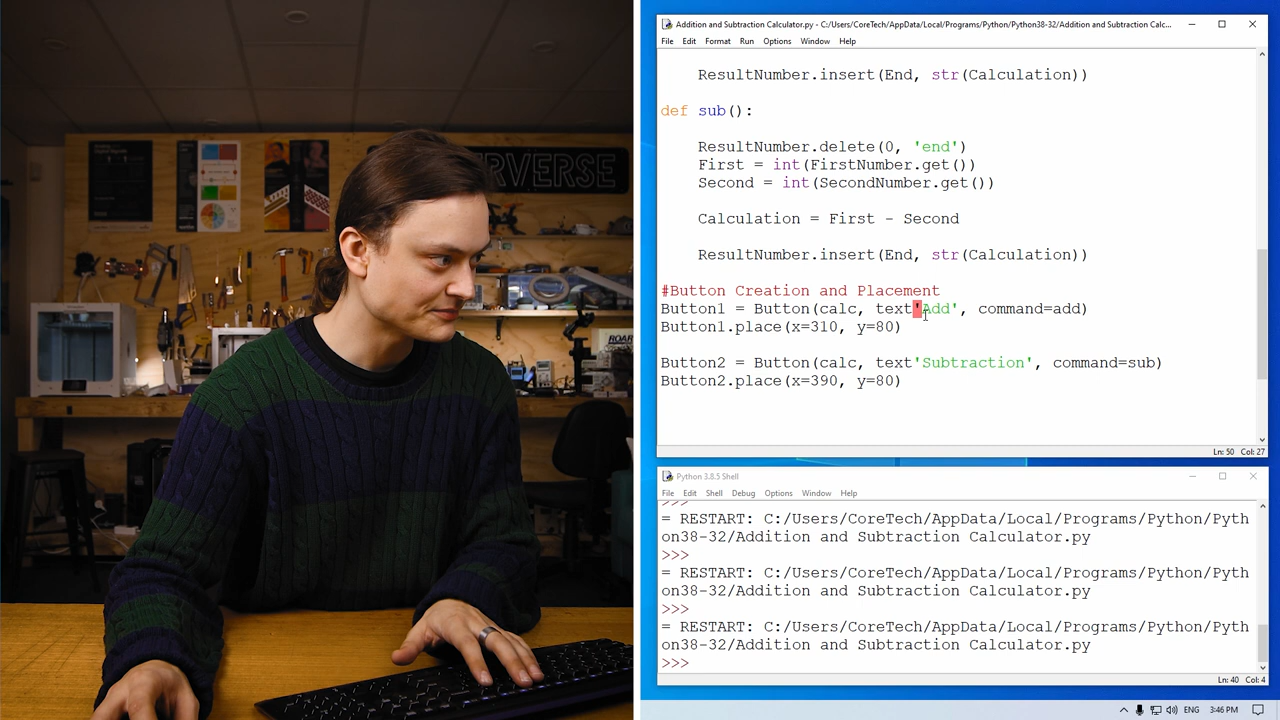 VERSE
ROAR
Addition and Subtraction Calculator.py - C:/Users/CoreTech/AppData/Local/Programs/Python/Python38-32/Addition and Subtraction Calc...
File Edit Format Run Options Window Help
ResultNumber.insert(End, str(Calculation))
def sub():
ResultNumber.delete(0, 'end')
First = int(FirstNumber.get())
Second = int(SecondNumber.get())
Calculation = First - Second
ResultNumber.insert(End, str(Calculation))
#Button Creation and Placement
Button1 = Button(calc, text'Add', command=add)
Button1.place(x=310, y=80)
Button2 = Button(calc, text'Subtraction', command=sub)
Button2.place(x=390, y=80)
Ln: 50 Col: 27
Python 3.8.5 Shell
File Edit Shell Debug Options Window Help
>>>
= RESTART: C:/Users/CoreTech/AppData/Local/Programs/Python/Pyth
on38-32/Addition and Subtraction Calculator.py
>>>
= RESTART: C:/Users/CoreTech/AppData/Local/Programs/Python/Pyth
on38-32/Addition and Subtraction Calculator.py
>>>
= RESTART: C:/Users/CoreTech/AppData/Local/Programs/Python/Pyth
on38-32/Addition and Subtraction Calculator.py
>>>
Ln: 40 Col: 4
ENG 3:46 PM